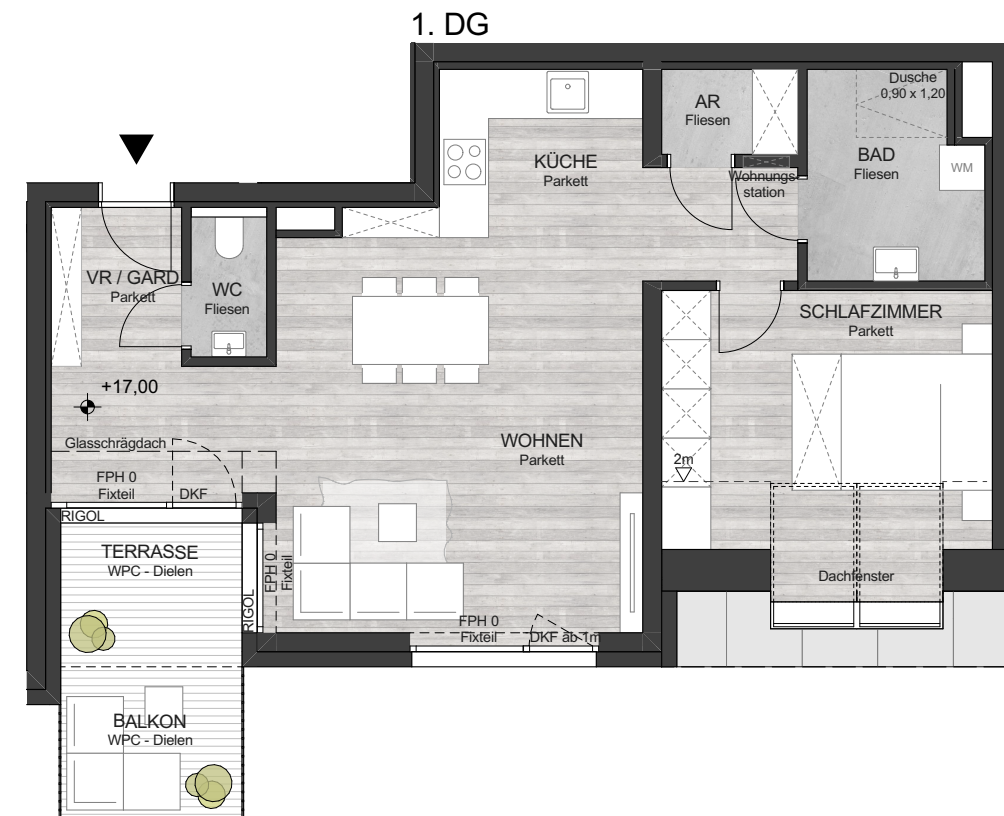 1. DG
Dusche
0,90 x 1,20
AR
Fliesen
KÜCHE
Parkett
BAD
Fliesen
WM
Wohnungs-
station
VR / GARD
Parkett
WC
Fliesen
SCHLAFZIMMER
Parkett
+17,00
Glasschrägdach
WOHNEN
Parkett
2m
FPH 0
Fixteil
DKF
RIGOL
TERRASSE
WPC - Dielen
FPH 0
Fixteil
RIGOL
Dachfenster
FPH 0
Fixteil
DKF ab 1m
BALKON
WPC - Dielen